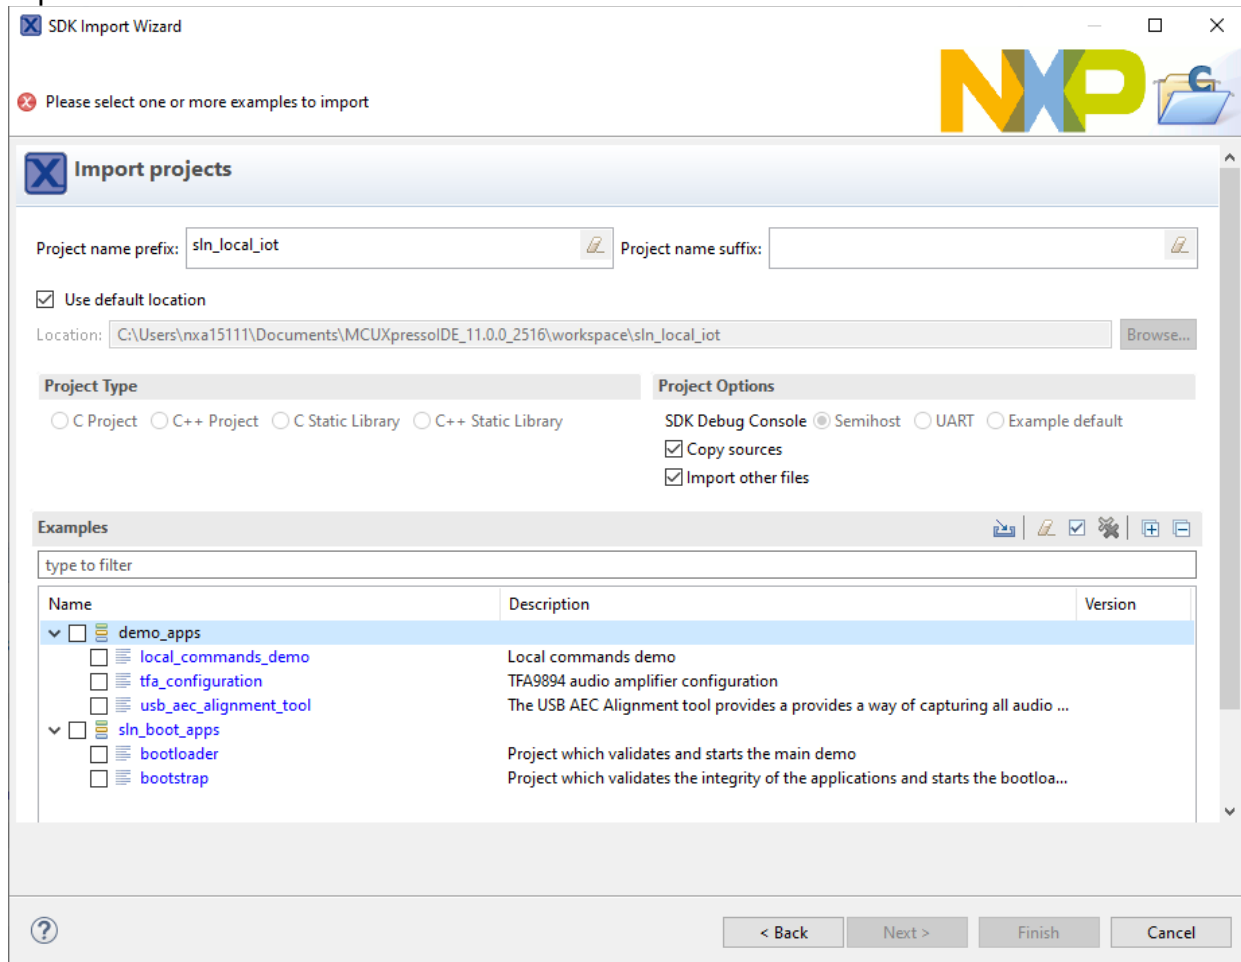 SDK Import Wizard
Please select one or more examples to import
NXP
Import projects
Project name prefix: sln_local_iot Project name suffix:
Use default location
Location: C:\Users\nxa15111\Documents\MCUXpressoIDE_11.0.0_2516\workspace\sln_local_iot Browse...
Project Type Project Options
C Project C++ Project C Static Library C++ Static Library SDK Debug Console Semihost UART Example default
Copy sources
Import other files
Examples
type to filter
Name Description Version
demo_apps
local_commands_demo Local commands demo
tfa_configuration TFA9894 audio amplifier configuration
usb_aec_alignment_tool The USB AEC Alignment tool provides a provides a way of capturing all audio ...
sln_boot_apps
bootloader Project which validates and starts the main demo
bootstrap Project which validates the integrity of the applications and starts the bootloa...
< Back Next > Finish Cancel